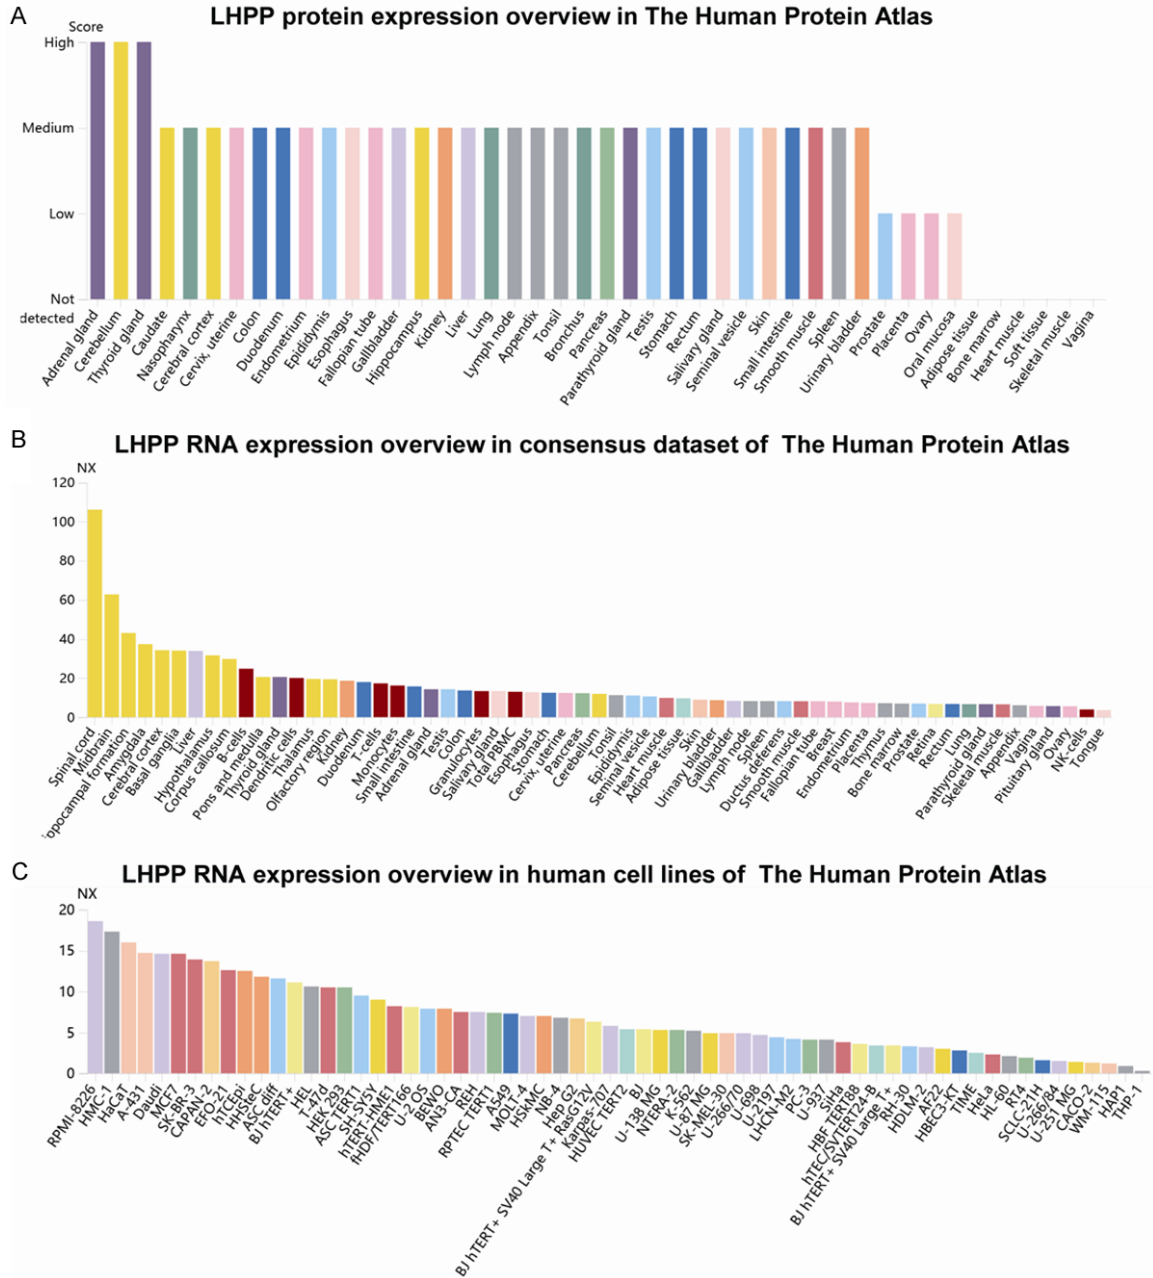 A
LHPP protein expression overview in The Human Protein Atlas
Score
High
Medium
Low
Not
detected
Adrenal gland
Cerebellum
Thyroid gland
Caudate
Nasopharynx
Cerebral cortex
Cervix, uterine
Colon
Duodenum
Endometrium
Epididymis
Esophagus
Fallopian tube
Gallbladder
Hippocampus
Kidney
Liver
Lung
Lymph node
Appendix
Tonsil
Bronchus
Pancreas
Parathyroid gland
Testis
Stomach
Rectum
Salivary gland
Seminal vesicle
Skin
Small intestine
Smooth muscle
Spleen
Urinary bladder
Prostate
Placenta
Ovary
Oral mucosa
Adipose tissue
Bone marrow
Heart muscle
Soft tissue
Skeletal muscle
Vagina
B
LHPP RNA expression overview in consensus dataset of The Human Protein Atlas
NX
120
100
80
60
40
20
0
Spinal cord
Midbrain
opocampal formation
Amygdala
Cerebral cortex
Basal ganglia
Liver
Hypothalamus
Corpus callosum
B-cells
Pons and medulla
Thyroid gland
Dendritic cells
Thalamus
Olfactory region
Kidney
Duodenum
T-cells
Monocytes
Small intestine
Adrenal gland
Testis
Colon
Granulocytes
Salivary gland
Total PBMC
Esophagus
Stomach
Cervix, uterine
Pancreas
Cerebellum
Tonsil
Epididymis
Seminal vesicle
Heart muscle
Adipose tissue
Skin
Urinary bladder
Gallbladder
Lymph node
Spleen
Ductus deferens
Smooth muscle
Fallopian tube
Breast
Endometrium
Placenta
Thymus
Bone marrow
Prostate
Retina
Rectum
Lung
Parathyroid gland
Skeletal muscle
Appendix
Vagina
Pituitary gland
Ovary
NK-cells
Tongue
C
LHPP RNA expression overview in human cell lines of The Human Protein Atlas
NX
20
15
10
5
0
RPMI-8226
HMC-1
HaCaT
A-431
Daudi
MCF7
SK-BR-3
CAPAN-2
EFO-21
hTCEpi
HHSteC
ASC diff
BJ hTERT+
HEL
T-47d
HEK 293
ASC TERT1
SH-SY5Y
hTERT-HME1
fHDF/TERT166
U-2 OS
BEWO
AN3-CA
REH
RPTEC TERT1
A549
MOLT-4
HSKMC
NB-4
Hep G2
BJ hTERT+ SV40 Large T+ RasG12V
Karpas-707
HUVEC TERT2
BJ
U-138 MG
NTERA-2
K-562
U-87 MG
SK-MEL-30
U-266/70
U-698
U-2197
LHCN-M2
PC-3
U-937
SiHa
HBF TERT88
hTEC/SVTERT24-B
BJ hTERT+ SV40 Large T+
RH-30
HDLM-2
AF22
HBEC3-KT
TIME
HeLa
HL-60
RT4
SCLC-21H
U-266/84
U-251 MG
CACO-2
WM-115
HAP1
THP-1